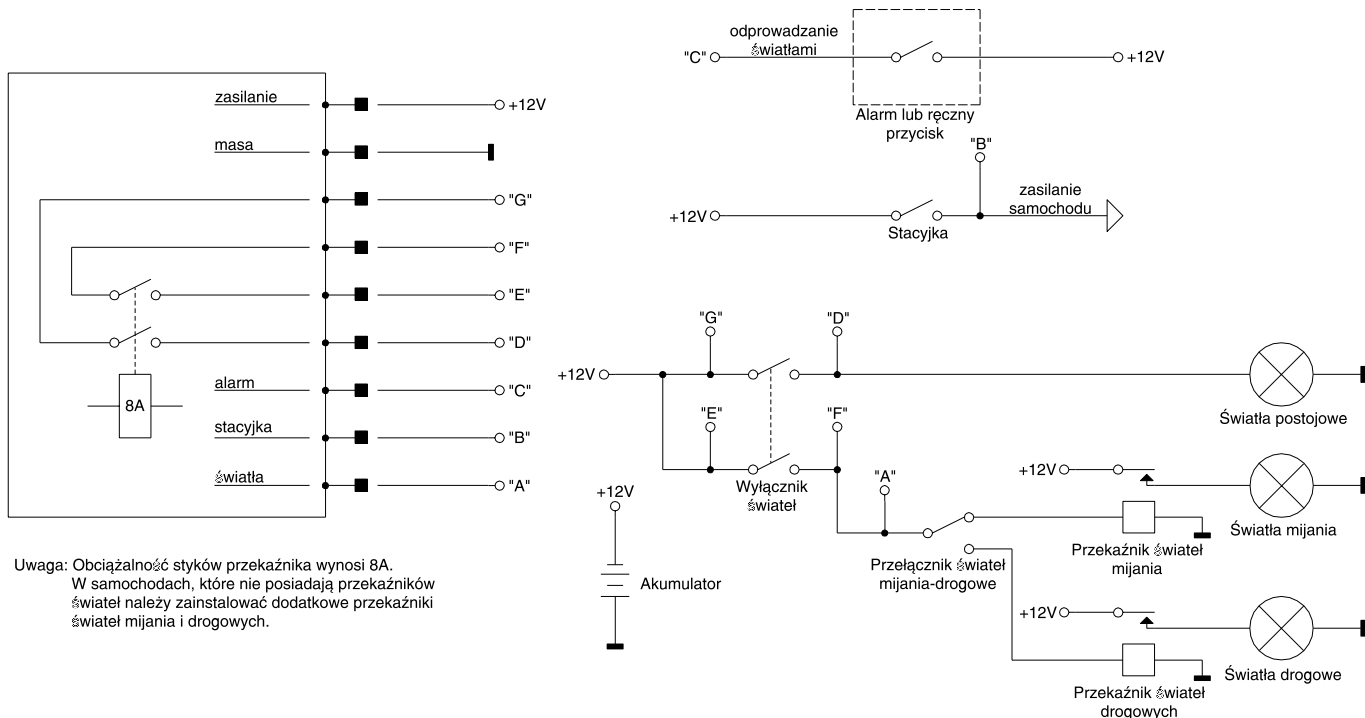 zasilanie
+12V
masa
"G"
"F"
"E"
"D"
alarm
"C"
8A
stacyjka
"B"
światła
"A"
Uwaga: Obciążalność styków przekaźnika wynosi 8A.
W samochodach, które nie posiadają przekaźników
świateł należy zainstalować dodatkowe przekaźniki
świateł mijania i drogowych.
odprowadzanie
światłami
"C"
+12V
Alarm lub ręczny
przycisk
"B"
zasilanie
samochodu
+12V
Stacyjka
"G"
"D"
+12V
Światła postojowe
"E"
"F"
Wyłącznik
świateł
"A"
+12V
Światła mijania
Przekaźnik świateł
mijania
Przełącznik świateł
mijania-drogowe
+12V
Akumulator
+12V
Światła drogowe
Przekaźnik świateł
drogowych